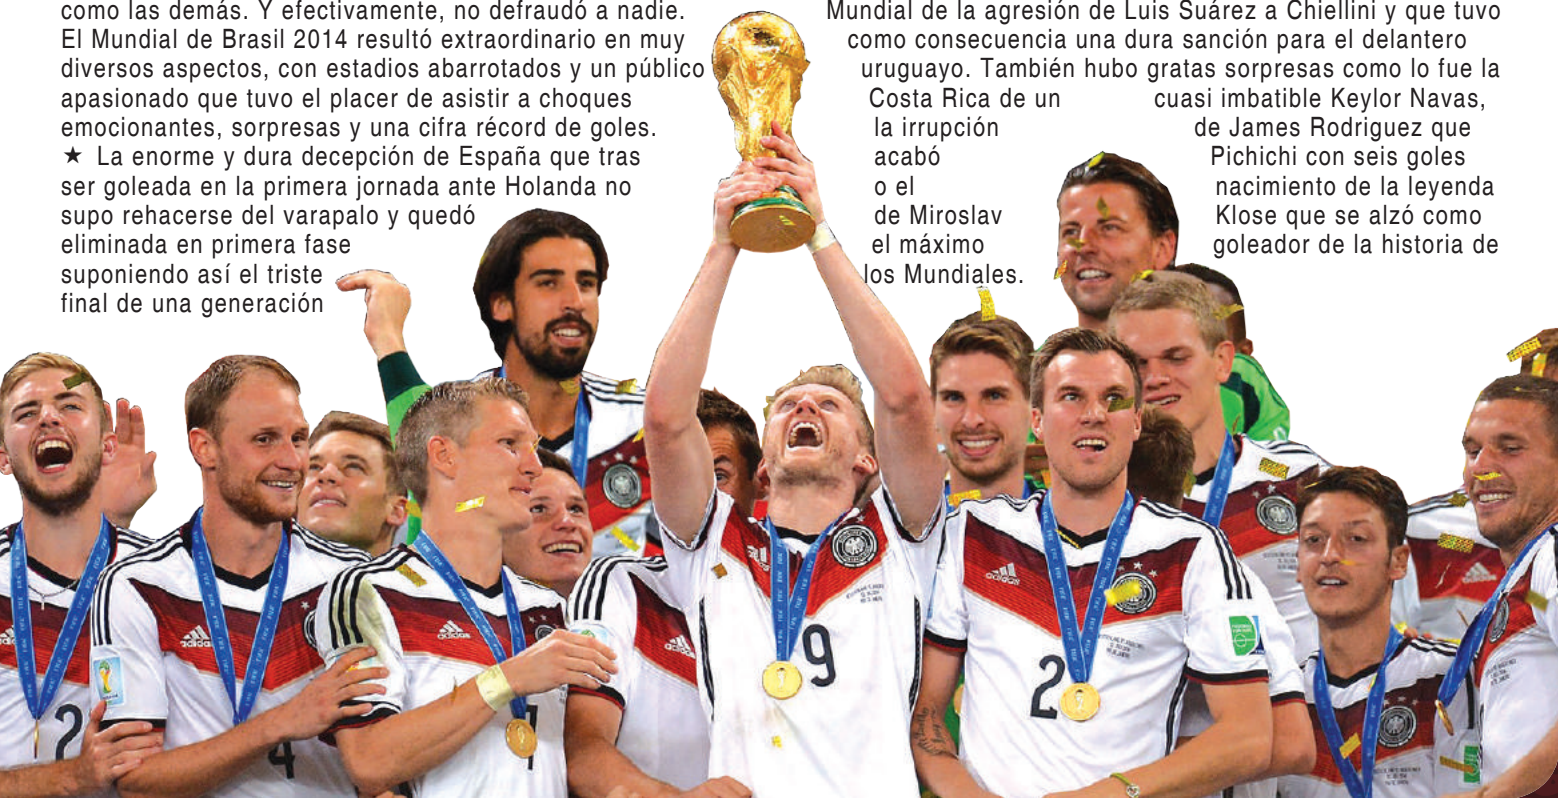 como las demás. Y efectivamente, no defraudó a nadie.
El Mundial de Brasil 2014 resultó extraordinario en muy
diversos aspectos, con estadios abarrotados y un público
apasionado que tuvo el placer de asistir a choques
emocionantes, sorpresas y una cifra récord de goles.
★ La enorme y dura decepción de España que tras
ser goleada en la primera jornada ante Holanda no
supo rehacerse del varapalo y quedó
eliminada en primera fase
suponiendo así el triste
final de una generación
Mundial de la agresión de Luis Suárez a Chiellini y que tuvo
como consecuencia una dura sanción para el delantero
uruguayo. También hubo gratas sorpresas como lo fue la
Costa Rica de un cuasi imbatible Keylor Navas,
la irrupción de James Rodriguez que
acabó Pichichi con seis goles
o el nacimiento de la leyenda
de Miroslav Klose que se alzó como
el máximo goleador de la historia de
los Mundiales.
adidas
adidas
adidas
2
4
9
2